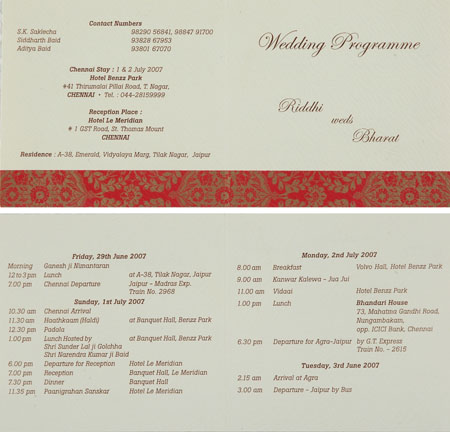 Contact Numbers
S.K. Saklecha 98290 56841, 98847 91700
Siddharth Baid 93828 67953
Aditya Baid 93801 67070
Chennai Stay : 1 & 2 July 2007
Hotel Benzz Park
#41 Thirumalai Pillai Road, T. Nagar,
CHENNAI • Tel. : 044-28159999
Reception Place :
Hotel Le Meridian
# 1 GST Road, St. Thomas Mount
CHENNAI
Residence : A-38, Emerald, Vidyalaya Marg, Tilak Nagar, Jaipur
Wedding Programme
Riddhi
weds
Bharat
Friday, 29th June 2007
Morning Ganesh ji Nimantaran
12 to 3 pm Lunch at A-38, Tilak Nagar, Jaipur
7.00 pm Chennai Departure Jaipur – Madras Exp.
Train No. 2968
Sunday, 1st July 2007
10.30 am Chennai Arrival
11.30 am Haathkaam (Haldi) at Banquet Hall, Benzz Park
12.30 pm Padola
1.00 pm Lunch Hosted by at Banquet Hall, Benzz Park
Shri Sunder Lal ji Golchha
Shri Narendra Kumar ji Baid
6.00 pm Departure for Reception Hotel Le Meridian
7.00 pm Reception Banquet Hall, Le Meridian
7.30 pm Dinner Banquet Hall
11.35 pm Paanigrahan Sanskar Hotel Le Meridian
Monday, 2nd July 2007
8.00 am Breakfast Volvo Hall, Hotel Benzz Park
9.00 am Kanwar Kalewa – Jua Jui
11.00 am Vidaai Hotel Benzz Park
1.00 pm Lunch Bhandari House
73, Mahatma Gandhi Road,
Nungambakam,
opp. ICICI Bank, Chennai
6.30 pm Departure for Agra-Jaipur by G.T. Express
Train No. – 2615
Tuesday, 3rd June 2007
2.15 am Arrival at Agra
3.00 am Departure – Jaipur by Bus